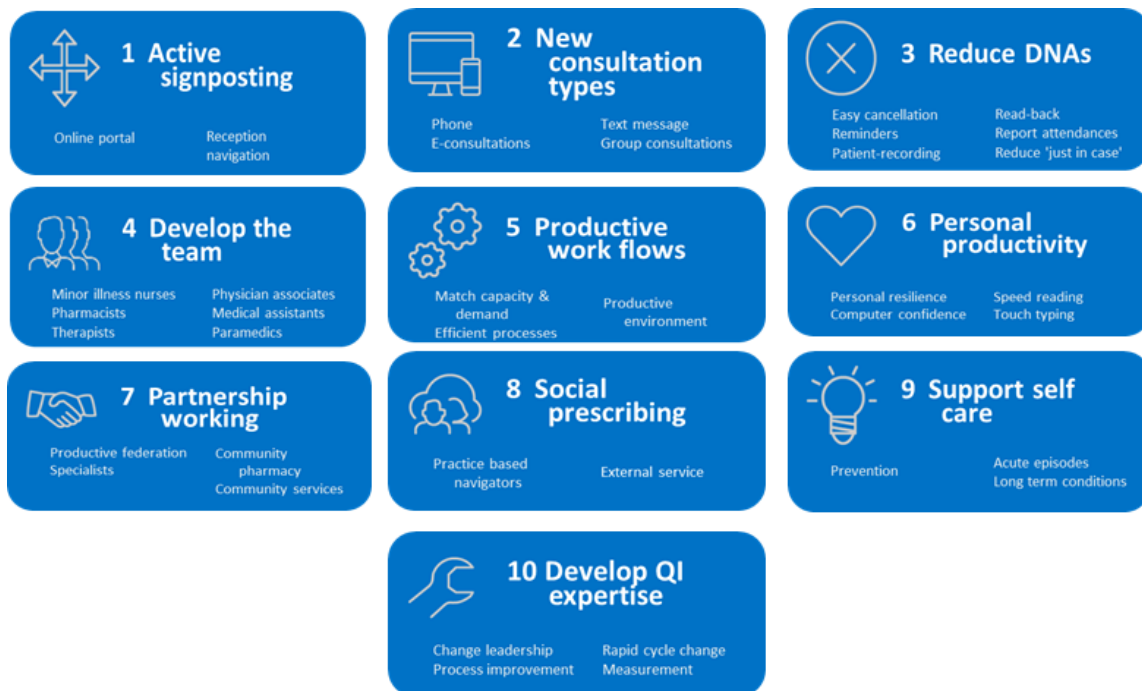 1 Active
signposting
Online portal
Reception
navigation
2 New
consultation
types
Phone
E-consultations
Text message
Group consultations
3 Reduce DNAs
Easy cancellation
Reminders
Patient-recording
Read-back
Report attendances
Reduce 'just in case'
4 Develop the
team
Minor illness nurses
Pharmacists
Therapists
Physician associates
Medical assistants
Paramedics
5 Productive
work flows
Match capacity &
demand
Efficient processes
Productive
environment
6 Personal
productivity
Personal resilience
Computer confidence
Speed reading
Touch typing
7 Partnership
working
Productive federation
Specialists
Community
pharmacy
Community services
8 Social
prescribing
Practice based
navigators
External service
9 Support self
care
Prevention
Acute episodes
Long term conditions
10 Develop QI
expertise
Change leadership
Process improvement
Rapid cycle change
Measurement